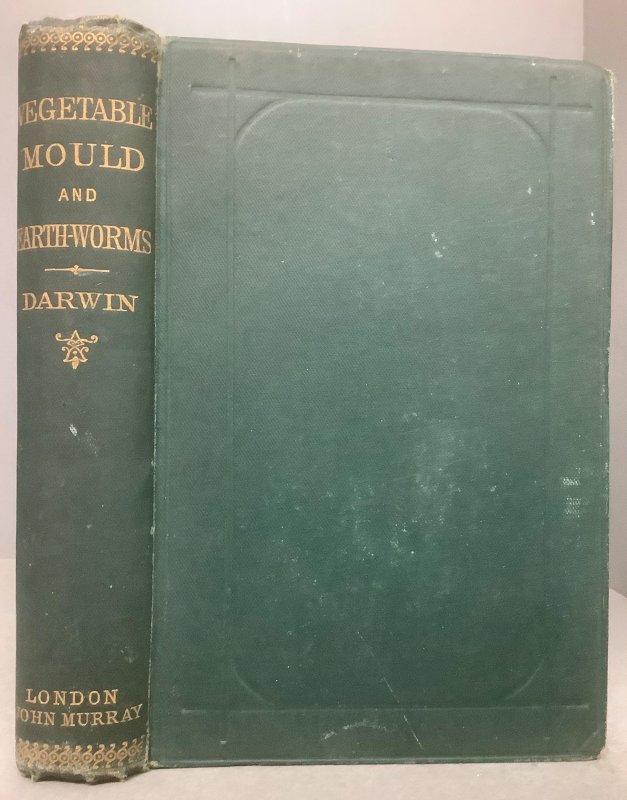 VEGETABLE
MOULD
AND
EARTH-WORMS
DARWIN
LONDON
JOHN MURRAY